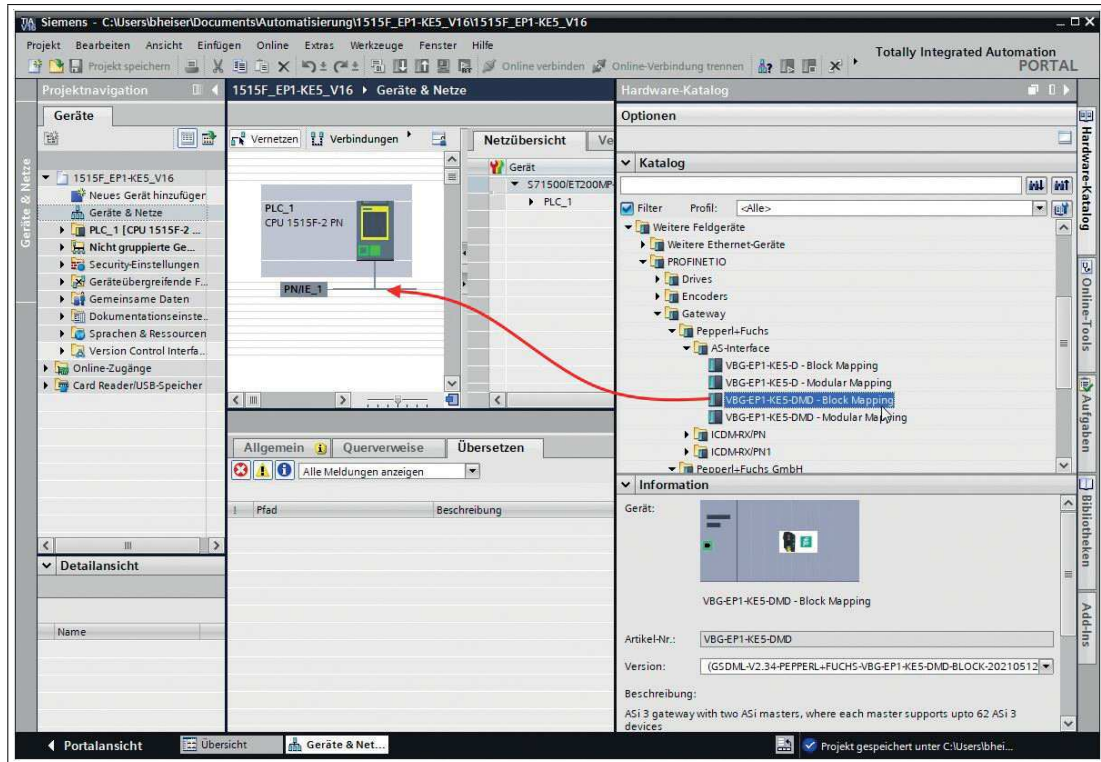 Siemens - C:\Users\bheiser\Documents\Automatisierung\1515F_EP1-KE5_V16\1515F_EP1-KE5_V16
Projekt Bearbeiten Ansicht Einfügen Online Extras Werkzeuge Fenster Hilfe
Totally Integrated Automation
PORTAL
Projekt speichern
Online verbinden
Online-Verbindung trennen
Projektnavigation
1515F_EP1-KE5_V16 Geräte & Netze
Hardware-Katalog
Geräte
Optionen
Vernetzen
Verbindungen
Netzübersicht
Ve
Katalog
Gerät
S71500/ET200MP-
PLC_1
Filter
Profil:
<Alle>
Geräte & Netze
1515F_EP1-KE5_V16
Neues Gerät hinzufügen
Geräte & Netze
PLC_1 [CPU 1515F-2 ...
Nicht gruppierte Ge...
Security-Einstellungen
Geräteübergreifende F...
Gemeinsame Daten
Dokumentationseinste...
Sprachen & Ressourcen
Version Control Interfa...
Online-Zugänge
Card Reader/USB-Speicher
PLC_1
CPU 1515F-2 PN
PN/IE_1
Weitere Feldgeräte
Weitere Ethernet-Geräte
PROFINET IO
Drives
Encoders
Gateway
Pepperl+Fuchs
AS-Interface
VBG-EP1-KE5-D - Block Mapping
VBG-EP1-KE5-D - Modular Mapping
VBG-EP1-KE5-DMD - Block Mapping
VBG-EP1-KE5-DMD - Modular Mapping
ICDM-RX/PN
ICDM-RX/PN1
Pepperl+Fuchs GmbH
Hardware-Katalog
Online-Tools
Aufgaben
Bibliotheken
Add-Ins
Allgemein
Querverweise
Übersetzen
Alle Meldungen anzeigen
!
Pfad
Beschreibung
Detailansicht
Name
Information
Gerät:
VBG-EP1-KE5-DMD - Block Mapping
Artikel-Nr.:
VBG-EP1-KE5-DMD
Version:
(GSDML-V2.34-PEPPERL+FUCHS-VBG-EP1-KE5-DMD-BLOCK-20210512
Beschreibung:
ASi 3 gateway with two ASi masters, where each master supports upto 62 ASi 3
devices
Portalansicht
Übersicht
Geräte & Net...
Projekt gespeichert unter C:\Users\bhei...